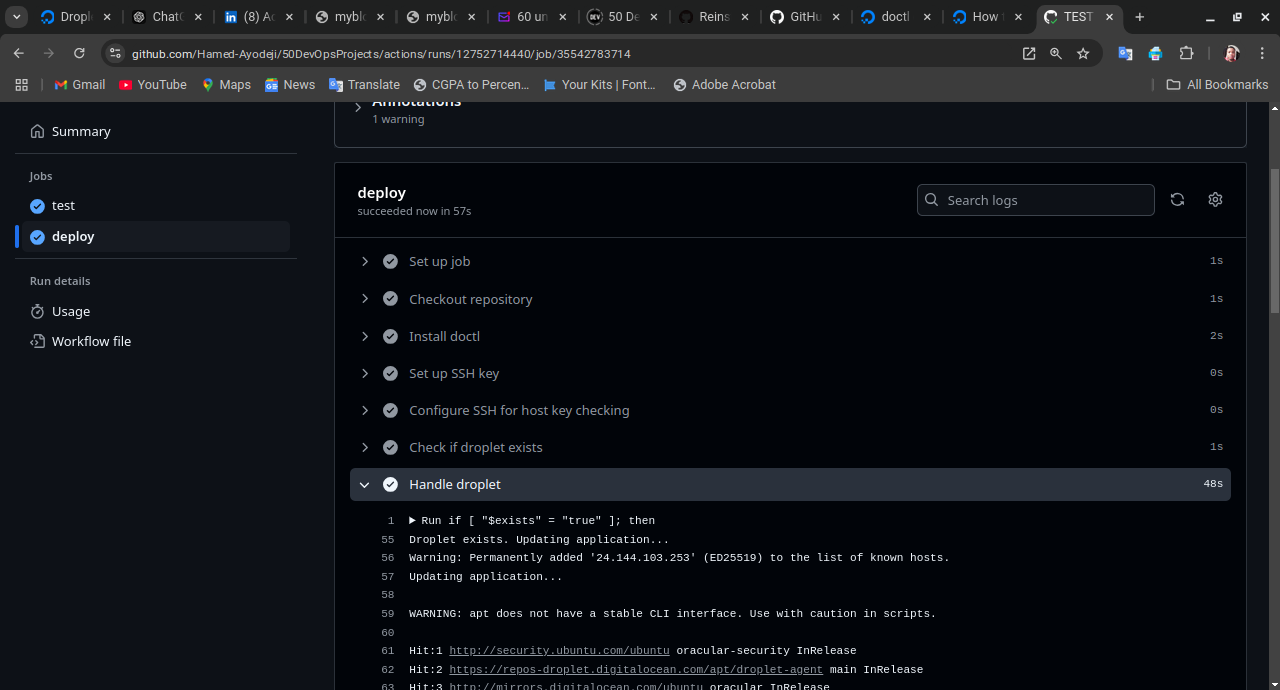 Dropl
ChatG
(8) Ac
myblo
myblo
60 un
50 De
Reins
GitHu
doctl
How t
TEST
github.com/Hamed-Ayodeji/50DevOpsProjects/actions/runs/12752714440/job/35542783714
Gmail
YouTube
Maps
News
Translate
CGPA to Percen...
Your Kits | Font...
Adobe Acrobat
All Bookmarks
Summary
Jobs
test
deploy
Run details
Usage
Workflow file
Annotations
1 warning
deploy
succeeded now in 57s
Search logs
Set up job 1s
Checkout repository 1s
Install doctl 2s
Set up SSH key 0s
Configure SSH for host key checking 0s
Check if droplet exists 1s
Handle droplet 48s
1 Run if [ "$exists" = "true" ]; then
55 Droplet exists. Updating application...
56 Warning: Permanently added '24.144.103.253' (ED25519) to the list of known hosts.
57 Updating application...
58
59 WARNING: apt does not have a stable CLI interface. Use with caution in scripts.
60
61 Hit:1 http://security.ubuntu.com/ubuntu oracular-security InRelease
62 Hit:2 https://repos-droplet.digitalocean.com/apt/droplet-agent main InRelease
63 Hit:3 http://mirrors.digitalocean.com/ubuntu oracular InRelease